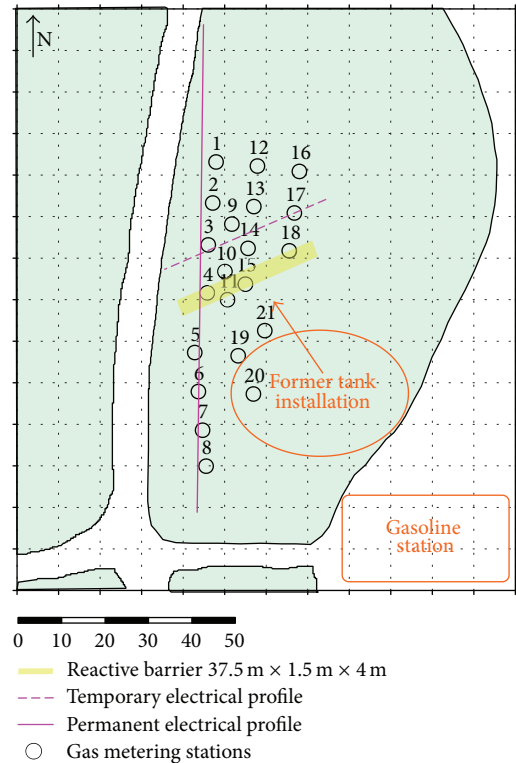 N
1
12
16
2
13
17
9
3
14
18
10
15
4
11
21
5
19
6
20
Former tank
installation
7
8
Gasoline
station
0 10 20 30 40 50
Reactive barrier 37.5 m × 1.5 m × 4 m
Temporary electrical profile
Permanent electrical profile
Gas metering stations